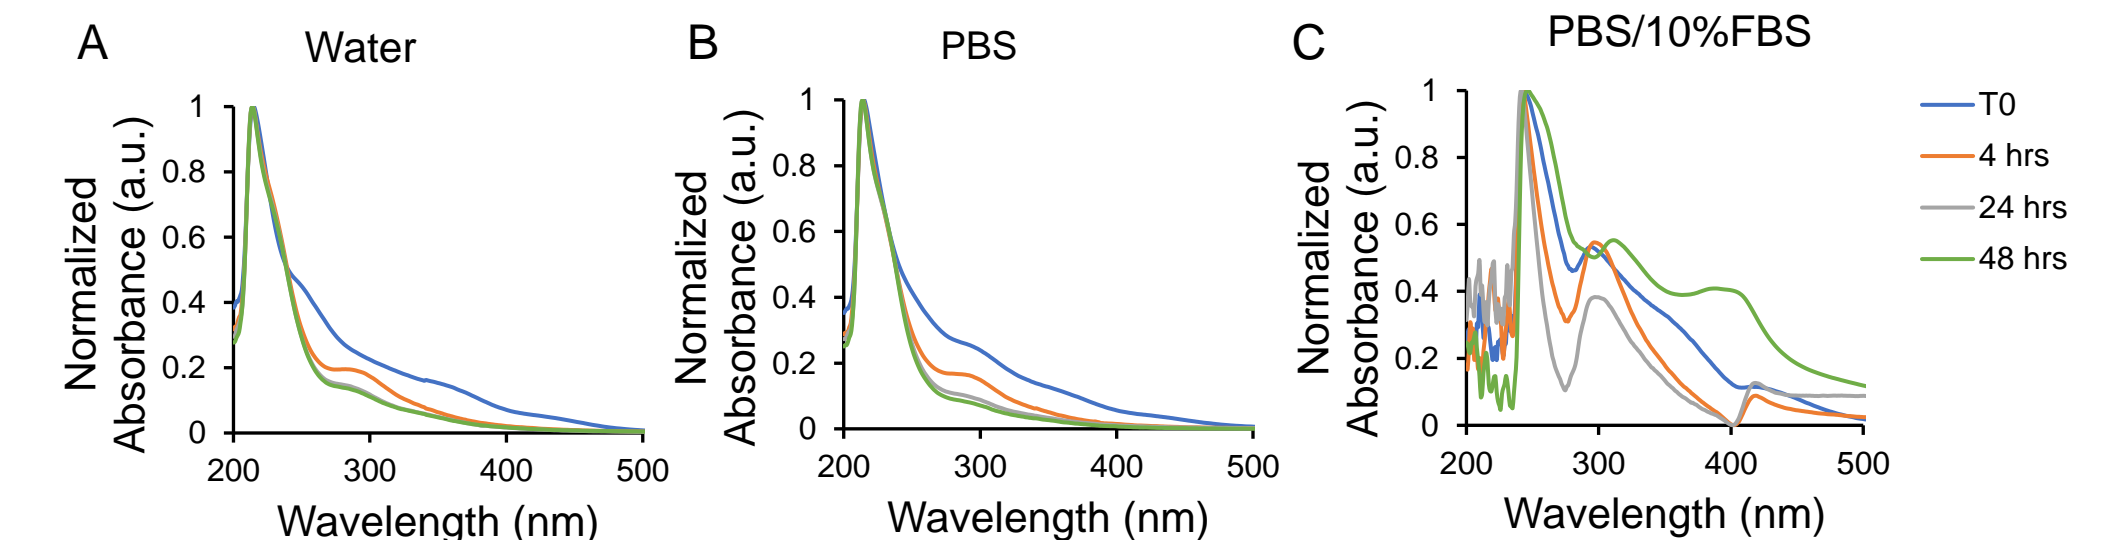 A
Water
Normalized
Absorbance (a.u.)
1
0.8
0.6
0.4
0.2
0
200
300
400
500
Wavelength (nm)
B
PBS
Normalized
Absorbance (a.u.)
1
0.8
0.6
0.4
0.2
0
200
300
400
500
Wavelength (nm)
C
PBS/10%FBS
Normalized
Absorbance (a.u.)
1
0.8
0.6
0.4
0.2
0
200
300
400
500
Wavelength (nm)
T0
4 hrs
24 hrs
48 hrs